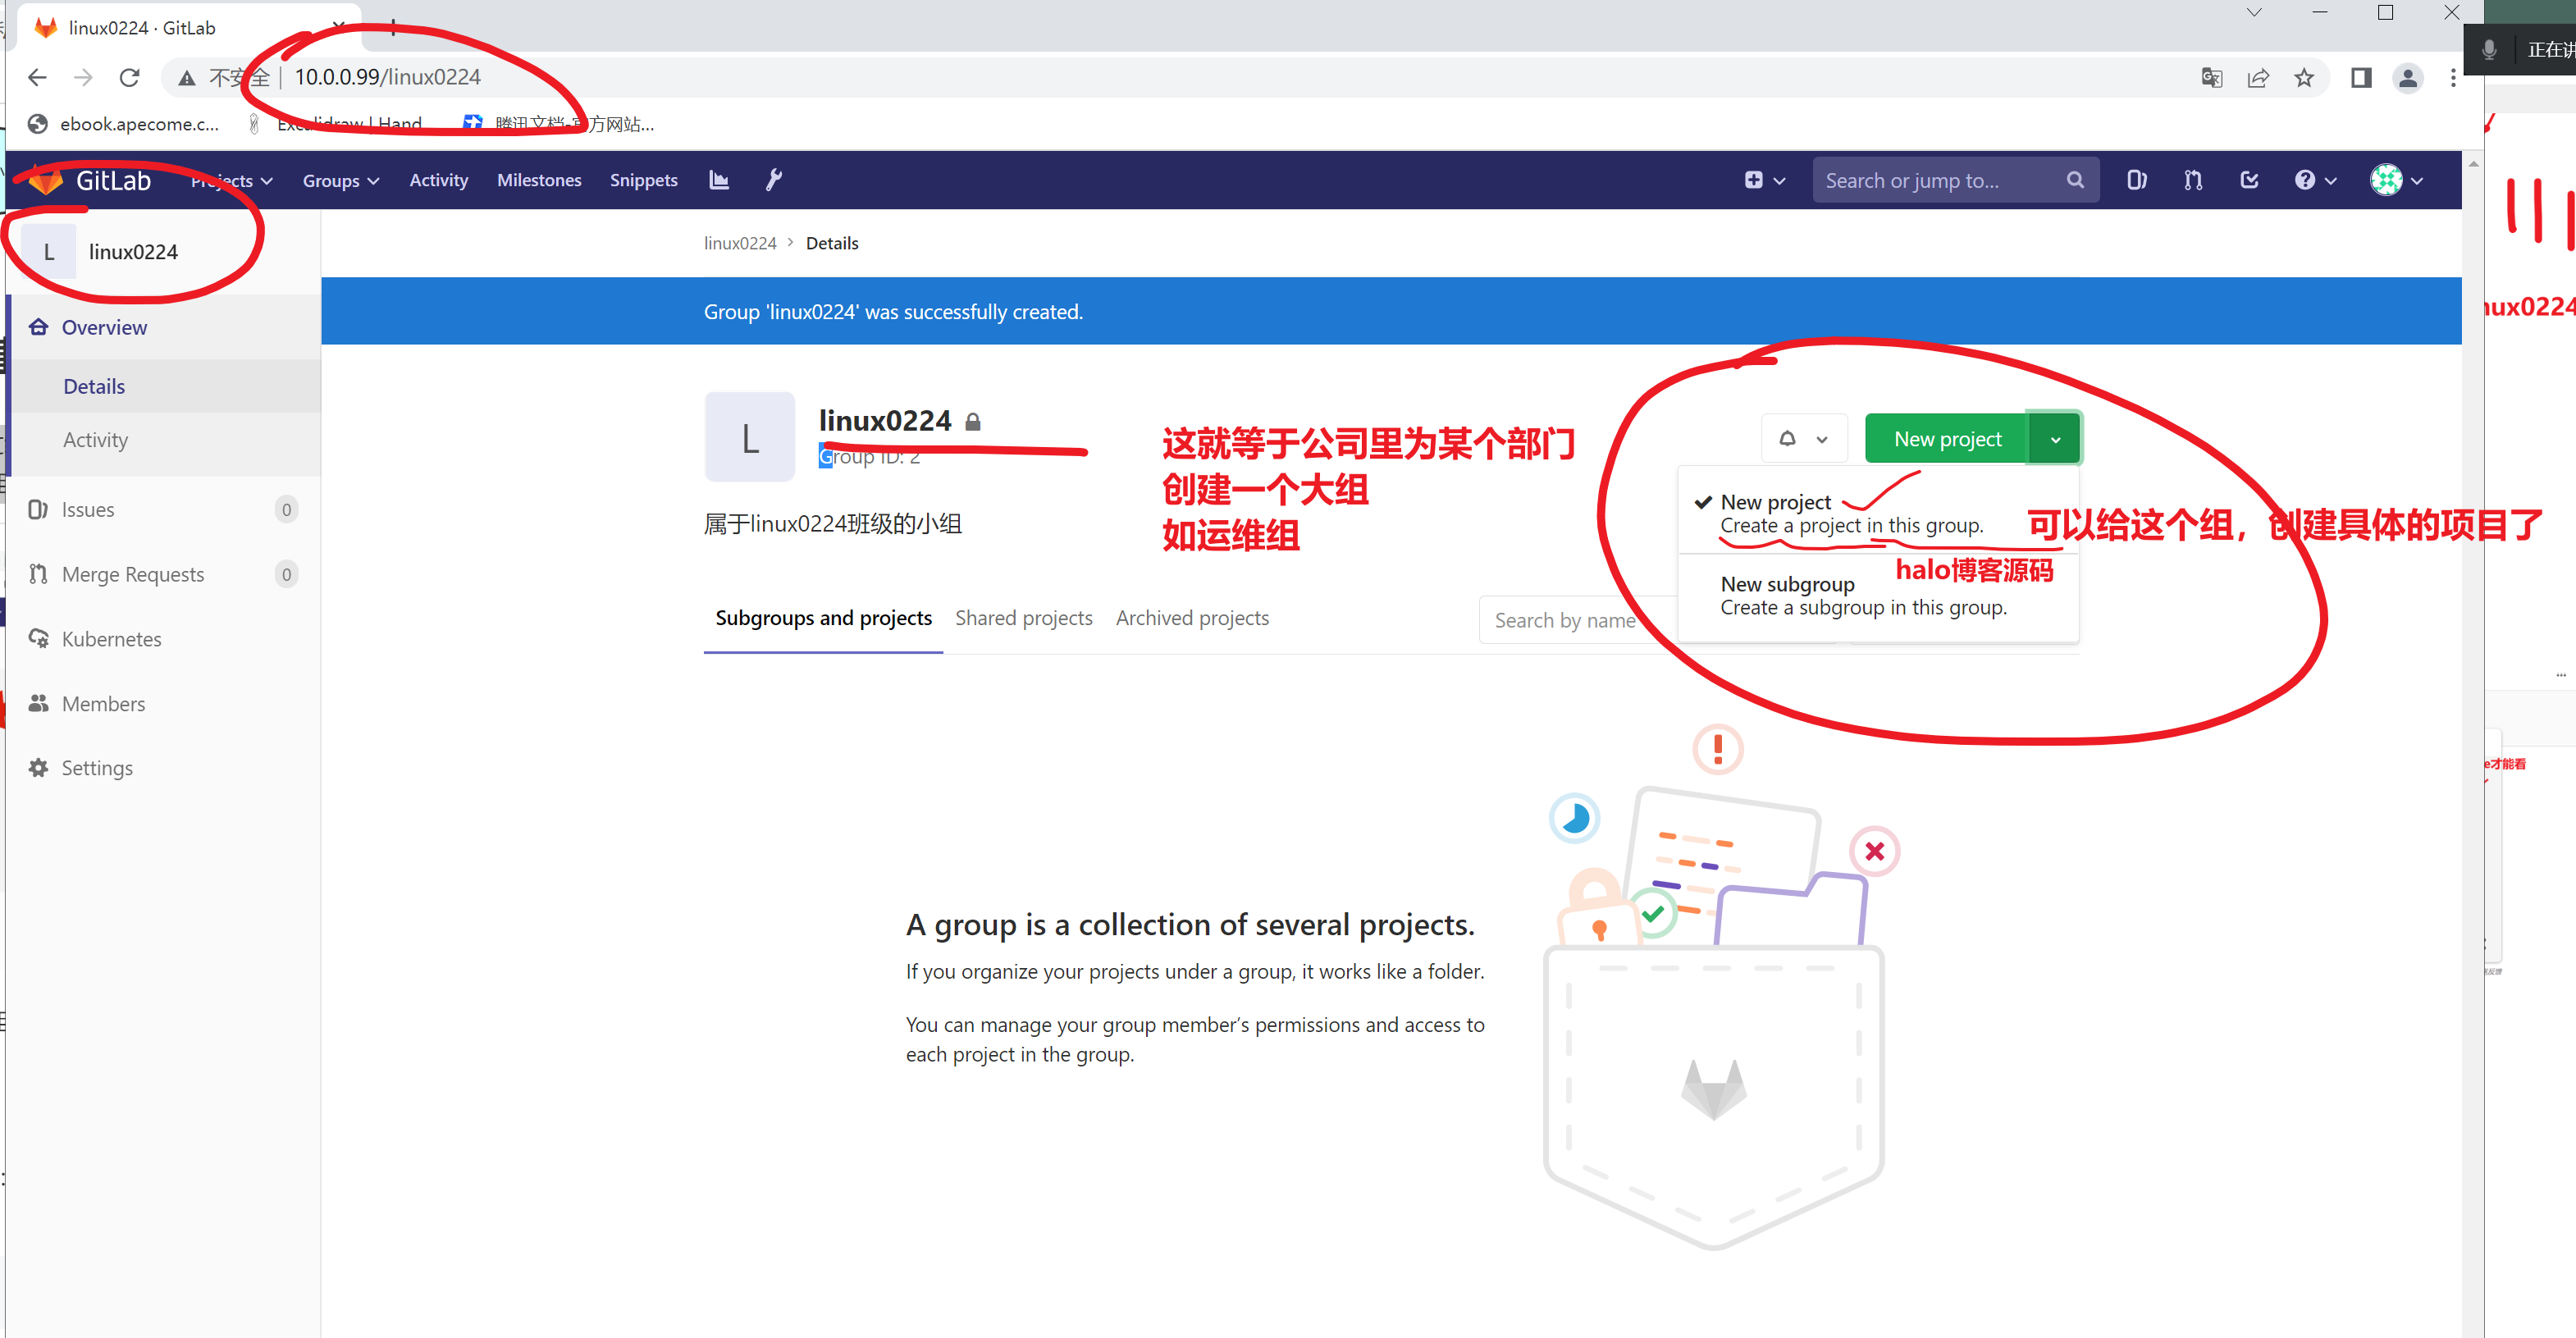 linux0224 · GitLab
不安全 10.0.0.99/linux0224
正在讲
ebook.apecome.c...
Excalidraw | Hand
腾讯文档-官方网站...
GitLab Projects Groups Activity Milestones Snippets Search or jump to...
L linux0224
linux0224 > Details
Group 'linux0224' was successfully created.
nux0224
Overview
Details
Activity
Issues 0
Merge Requests 0
Kubernetes
Members
Settings
L
linux0224
Group ID: 2
属于linux0224班级的小组
这就等于公司里为某个部门
创建一个大组
如运维组
New project
New project
Create a project in this group.
可以给这个组，创建具体的项目了
halo博客源码
New subgroup
Create a subgroup in this group.
Subgroups and projects Shared projects Archived projects
Search by name
e才能看
A group is a collection of several projects.
If you organize your projects under a group, it works like a folder.
You can manage your group member’s permissions and access to
each project in the group.